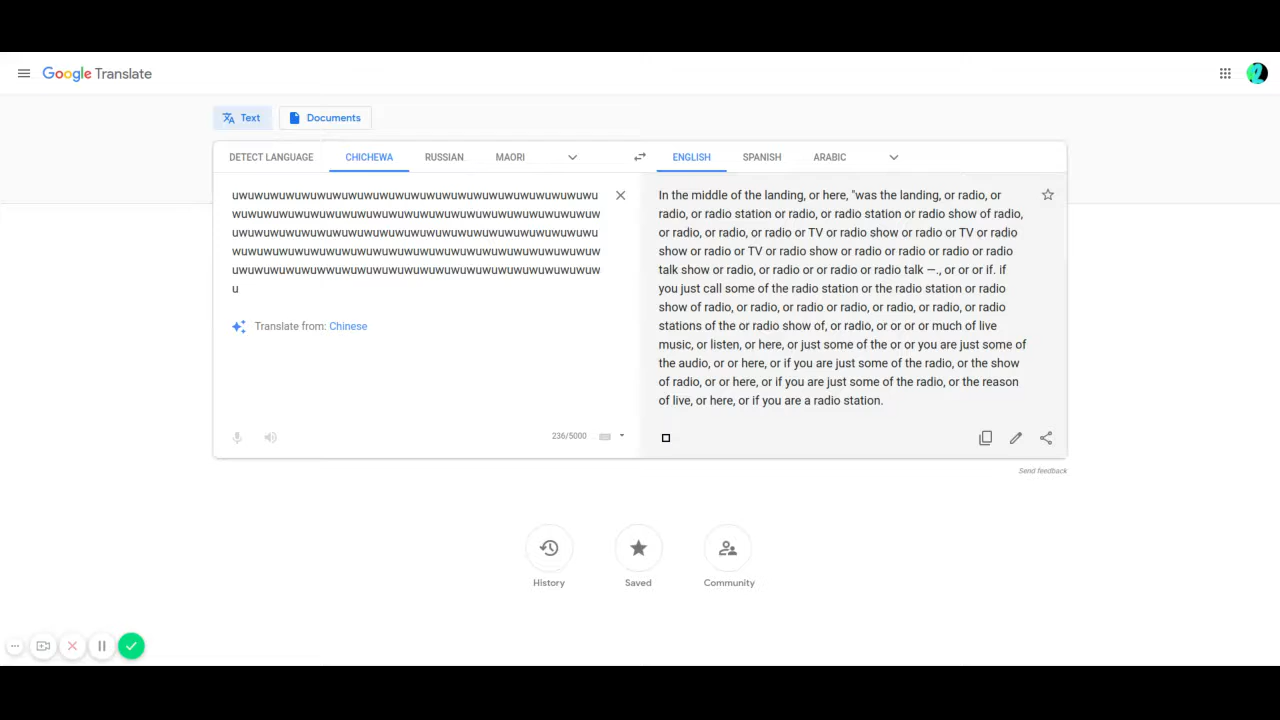 Google Translate
Text
Documents
DETECT LANGUAGE CHICHEWA RUSSIAN MAORI
ENGLISH SPANISH ARABIC
uwuwuwuwuwuwuwuwuwuwuwuwuwuwuwuwuwuwuwuwuwuwuwu
wuwuwuwuwuwuwuwuwuwuwuwuwuwuwuwuwuwuwuwuwuwuwuw
uwuwuwuwuwuwuwuwuwuwuwuwuwuwuwuwuwuwuwuwuwuwuwu
wuwuwuwuwuwuwuwuwuwuwuwuwuwuwuwuwuwuwuwuwuwuwuw
uwuwuwuwuwwuwuwuwuwuwuwuwuwuwuwuwuwuwuwuwuwuwuw
u
Translate from: Chinese
236/5000
In the middle of the landing, or here, "was the landing, or radio, or
radio, or radio station or radio, or radio station or radio show of radio,
or radio, or radio, or radio or TV or radio show or radio or TV or radio
show or radio or TV or radio show or radio or radio or radio or radio
talk show or radio, or radio or or radio or radio talk —., or or or if. if
you just call some of the radio station or the radio station or radio
show of radio, or radio, or radio or radio, or radio, or radio, or radio
stations of the or radio show of, or radio, or or or or much of live
music, or listen, or here, or just some of the or or you are just some of
the audio, or or here, or if you are just some of the radio, or the show
of radio, or or here, or if you are just some of the radio, or the reason
of live, or here, or if you are a radio station.
Send feedback
History
Saved
Community